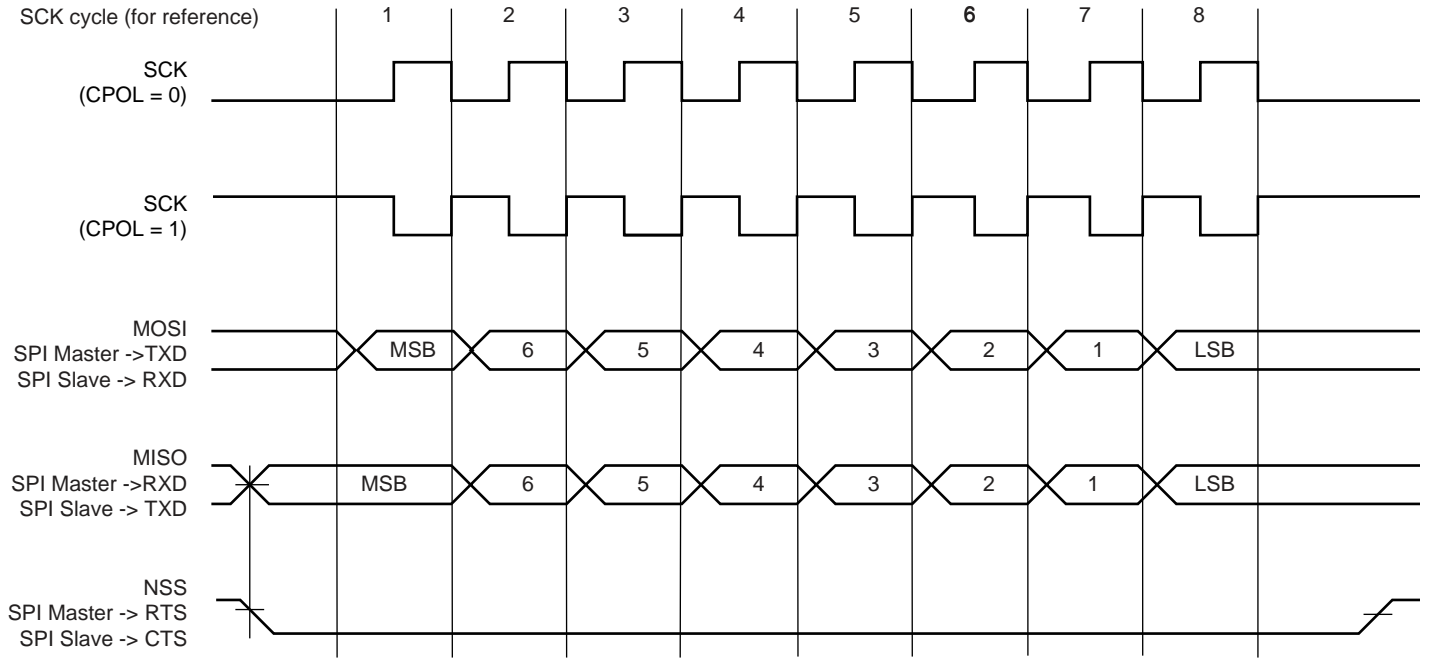 SCK cycle (for reference) 1 2 3 4 5 6 7 8
SCK
(CPOL = 0)
SCK
(CPOL = 1)
MOSI
SPI Master ->TXD
SPI Slave -> RXD
MSB 6 5 4 3 2 1 LSB
MISO
SPI Master ->RXD
SPI Slave -> TXD
MSB 6 5 4 3 2 1 LSB
NSS
SPI Master -> RTS
SPI Slave -> CTS